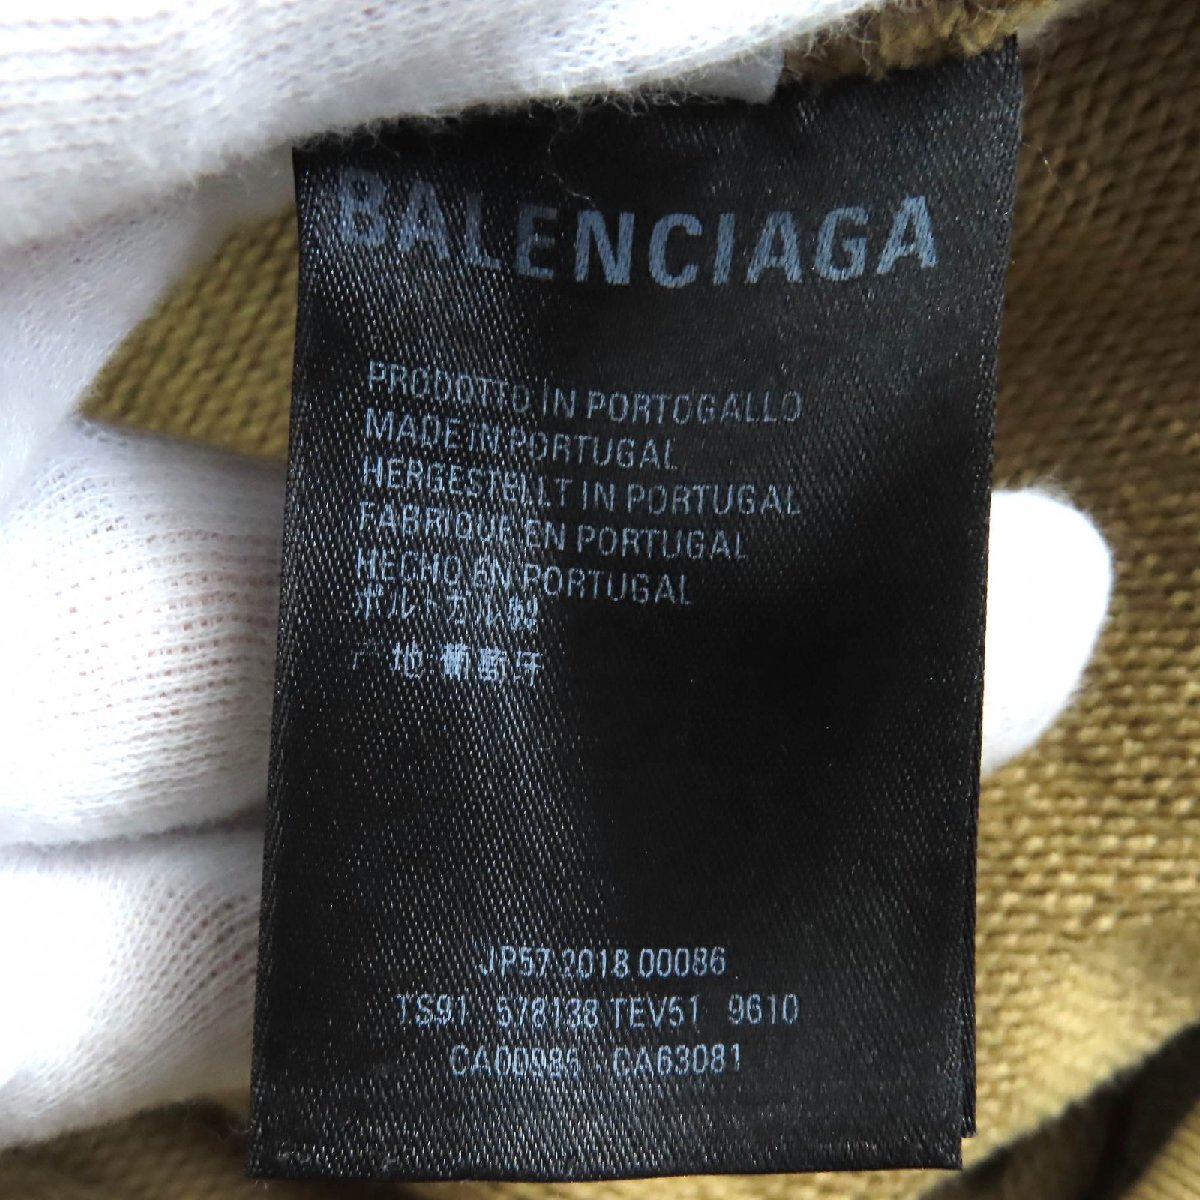 BALENCIAGA
PRODOTTO IN PORTOGALLO
MADE IN PORTUGAL
HERGESTELLT IN PORTUGAL
FABRIQUE EN PORTUGAL
HECHO EN PORTUGAL
ポルトガル製
产地:葡萄牙
JP57 2018 00086
TS91 578138 TEV51 9610
CA00985 - CA63081